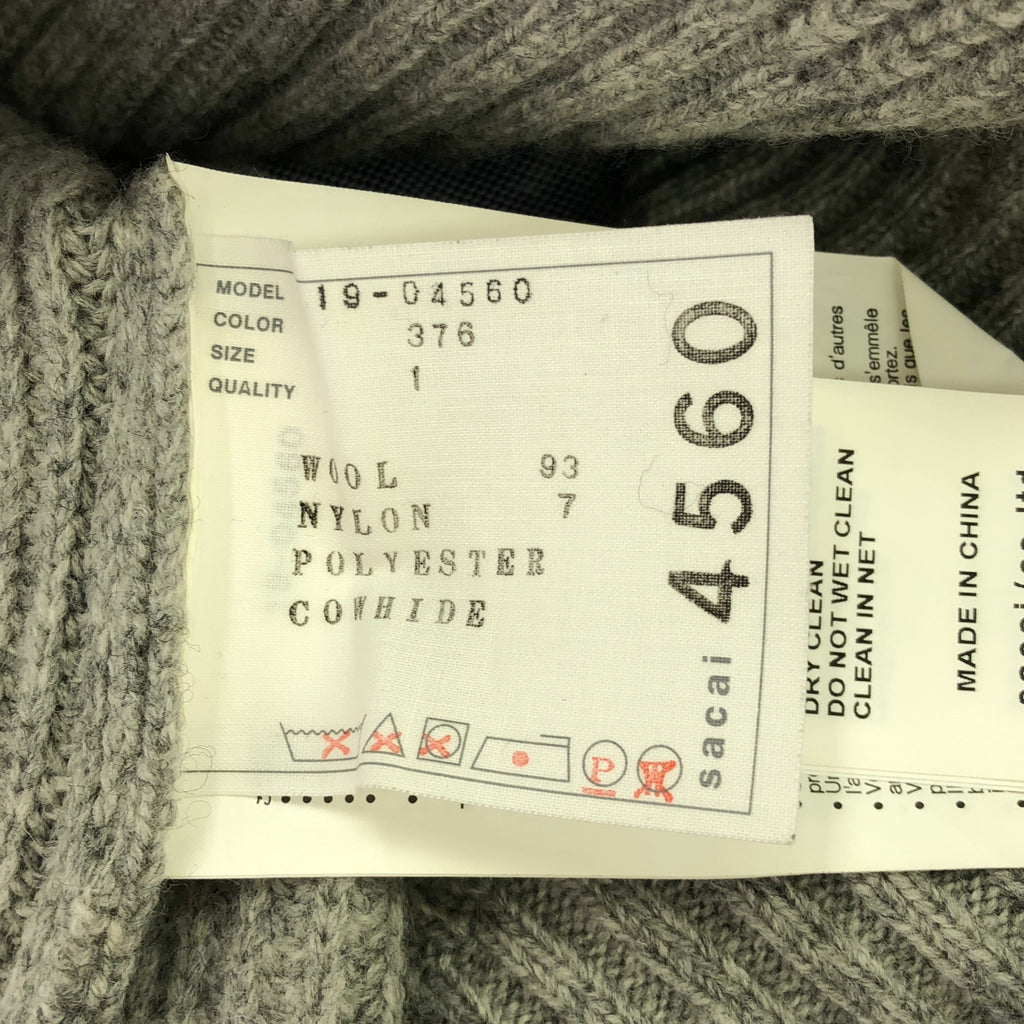 MODEL 19-04560
COLOR 376
SIZE 1
QUALITY
WOOL 93
NYLON 7
POLYESTER
COWHIDE
P
W
sacai 4560
d'autres
s'emmêle
DRY CLEAN
DO NOT WET CLEAN
CLEAN IN NET
MADE IN CHINA